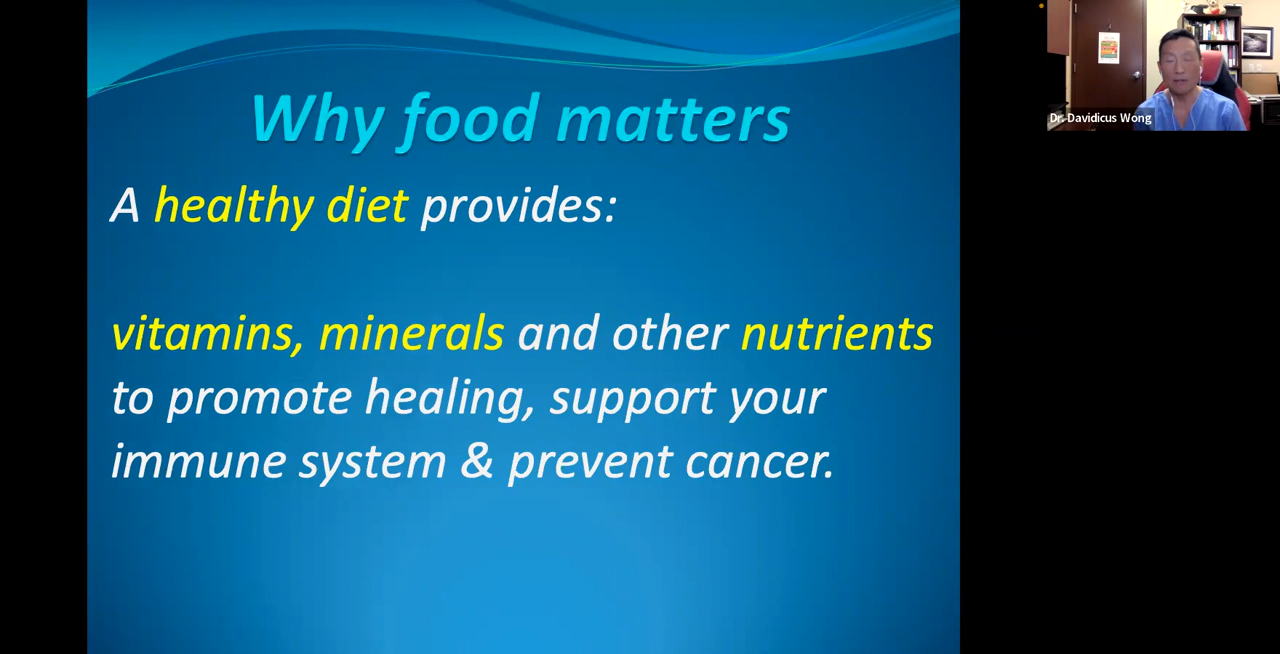 Why food matters
A healthy diet provides:
vitamins, minerals and other nutrients
to promote healing, support your
immune system & prevent cancer.
Dr. Davidicus Wong